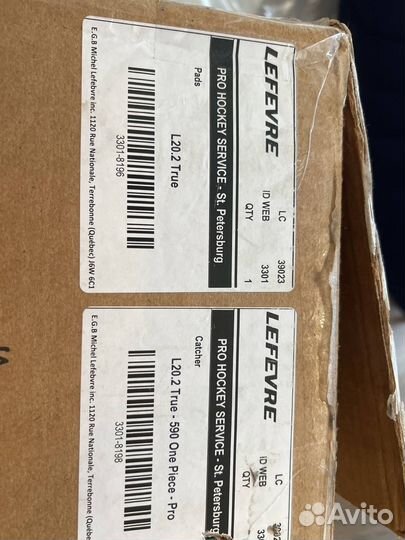 LEFEVRE
LC 39023
ID WEB 3301
QTY 1
PRO HOCKEY SERVICE - St. Petersburg
Pads
L20.2 True
3301-8196
E.G.B Michel Lefebvre inc. 1120 Rue Nationale, Terrebonne (Québec) J6W 6C1
LEFEVRE
LC
ID WEB
QTY
PRO HOCKEY SERVICE - St. Petersburg
Catcher
L20.2 True - 590 One Piece - Pro
3301-8198
E.G.B Michel Lefebvre inc. 1120 Rue Nationale, Terrebonne (Québec)
Avito